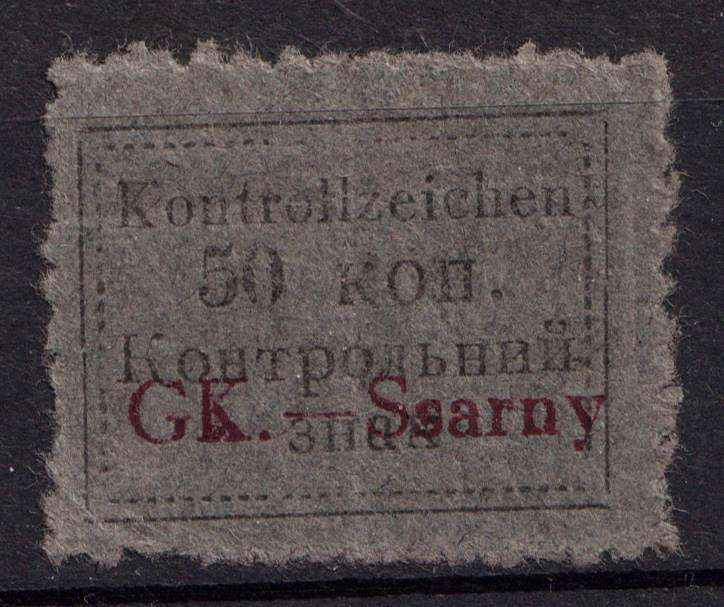 Kontrollzeichen
50 коп.
Контрольний
GK. — Ssarny
знак